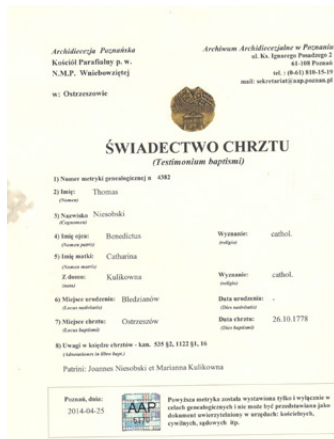 Archidiecezja Poznańska
Kościół Parafialny p. w.
N.M.P. Wniebowziętej
w: Ostrzeszowie
Archiwum Archidiecezjalne w Poznaniu
ul. Ks. Ignacego Posadzego 2
61-108 Poznań
tel. : (0-61) 810-15-19
mail: sekretariat@aap.poznan.pl
ŚWIADECTWO CHRZTU
(Testimonium baptismi)
1) Numer metryki genealogicznej n 4382
2) Imię: Thomas
(Nomen)
3) Nazwisko Niesobski
(Cognomen)
4) Imię ojca: Benedictus Wyznanie: cathol.
(Nomen patris) (religio)
5) Imię matki: Catharina
(Nomen matris)
Z domu: Kulikowna Wyznanie: cathol.
(nata) (religio)
6) Miejsce urodzenia: Bledzianów Data urodzenia: -
(Locus nativitatis) (Dies nativitatis)
7) Miejsce chrztu: Ostrzeszów Data chrztu: 26.10.1778
(Locus baptismi) (Dies baptismi)
8) Uwagi w księdze chrztów - kan. 535 §2, 1122 §1, 16
(Adnotationes in libro bapt.)
Patrini: Joannes Niesobski et Marianna Kulikowna
Poznań, dnia:
2014-04-25
AAP
Powyższa metryka została wystawiona tylko i wyłącznie w
celach genealogicznych i nie może być przedstawiana jako
dokument uwierzytelniony w urzędach: kościelnych,
cywilnych, sądowych itp.